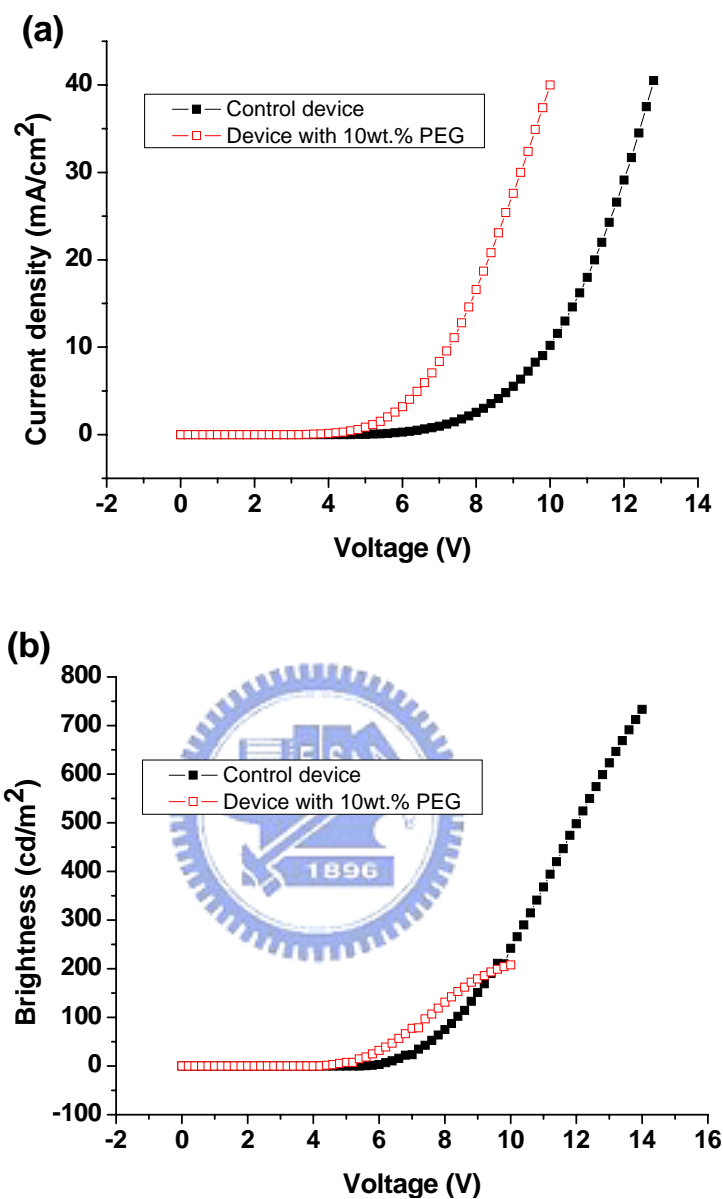 (a)
Current density (mA/cm²)
40
30
20
10
0
Control device
Device with 10wt.% PEG
-2 0 2 4 6 8 10 12 14
Voltage (V)
(b)
Brightness (cd/m²)
800
700
600
500
400
300
200
100
0
-100
Control device
Device with 10wt.% PEG
1896
-2 0 2 4 6 8 10 12 14 16
Voltage (V)